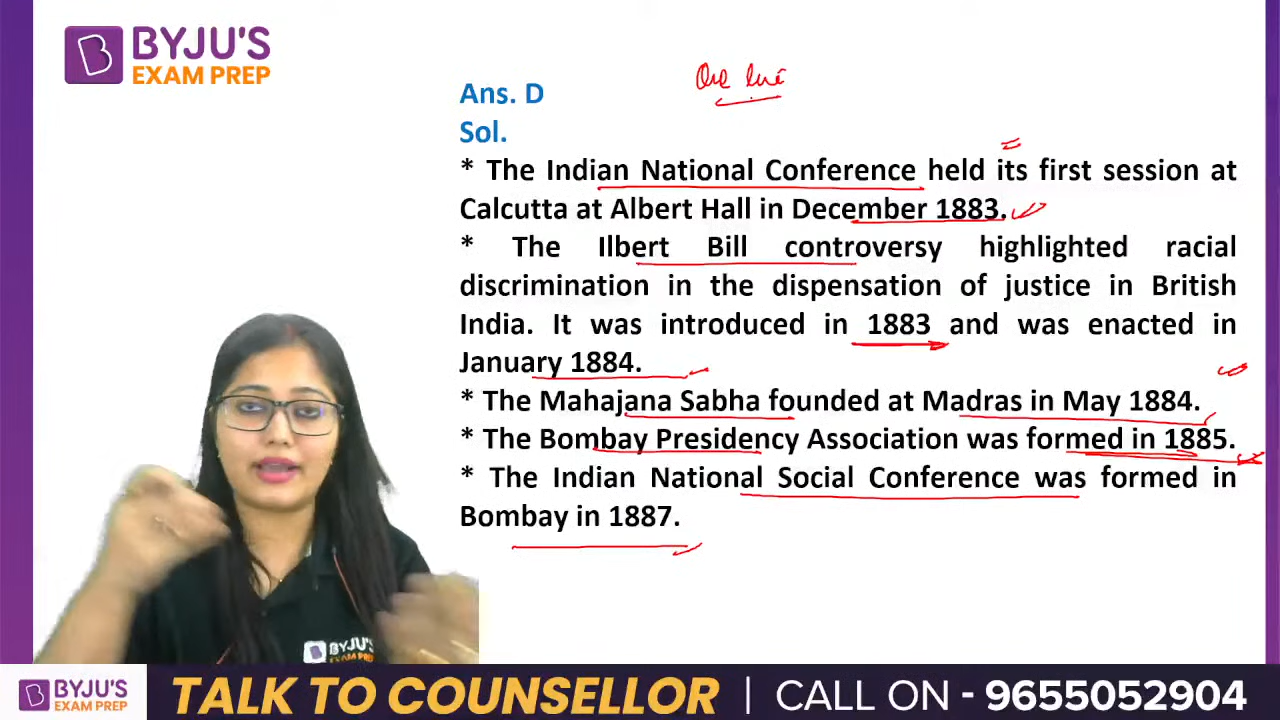 BYJU'S
EXAM PREP
One line
Ans. D
Sol.
* The Indian National Conference held its first session at
Calcutta at Albert Hall in December 1883.
* The Ilbert Bill controversy highlighted racial
discrimination in the dispensation of justice in British
India. It was introduced in 1883 and was enacted in
January 1884.
* The Mahajana Sabha founded at Madras in May 1884.
* The Bombay Presidency Association was formed in 1885.
* The Indian National Social Conference was formed in
Bombay in 1887.
BYJU'S
EXAM PREP
BYJU'S
EXAM PREP
TALK TO COUNSELLOR | CALL ON - 9655052904